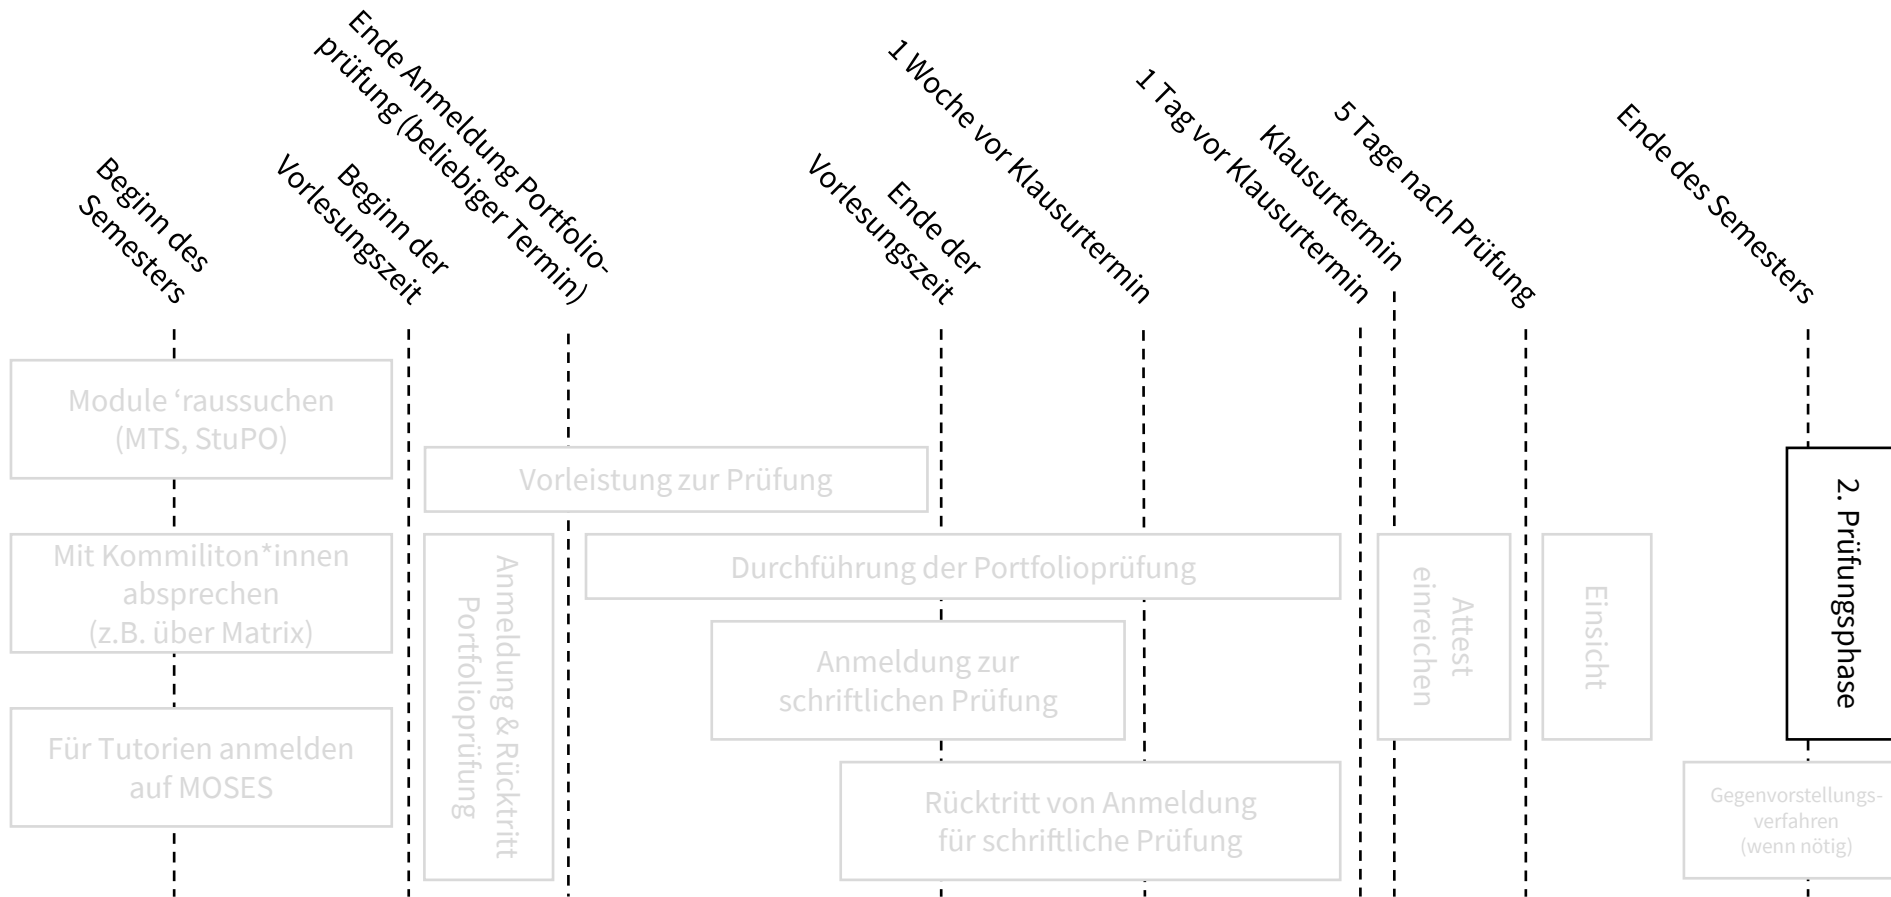 Beginn des
Semesters
Beginn der
Vorlesungszeit
Ende Anmeldung Portfolio-
prüfung (beliebiger Termin)
Ende der
Vorlesungszeit
1 Woche vor Klausurtermin
1 Tag vor Klausurtermin
Klausurtermin
5 Tage nach Prüfung
Ende des Semesters
Module ‘raussuchen
(MTS, StuPO)
Mit Kommiliton*innen
absprechen
(z.B. über Matrix)
Für Tutorien anmelden
auf MOSES
Vorleistung zur Prüfung
Anmeldung & Rücktritt
Portfolioprüfung
Durchführung der Portfolioprüfung
Anmeldung zur
schriftlichen Prüfung
Rücktritt von Anmeldung
für schriftliche Prüfung
Attest
einreichen
Einsicht
2. Prüfungsphase
Gegenvorstellungs-
verfahren
(wenn nötig)